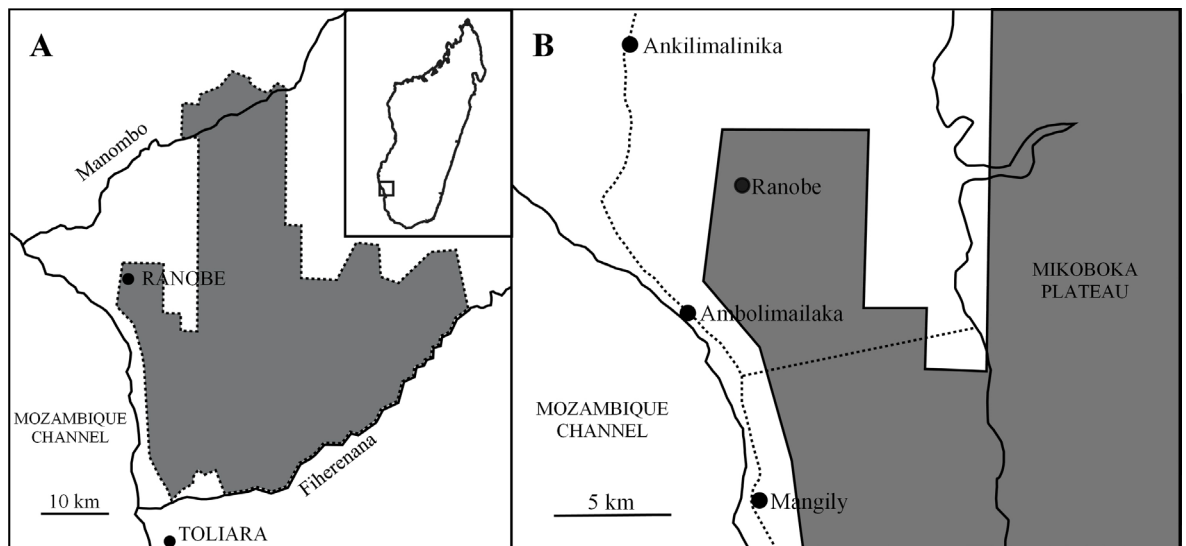 A
Manombo
RANOBE
MOZAMBIQUE
CHANNEL
Fiherenana
10 km
TOLIARA
B
Ankilimalinika
Ranobe
MIKOBOKA
PLATEAU
Ambolimailaka
MOZAMBIQUE
CHANNEL
5 km
Mangily